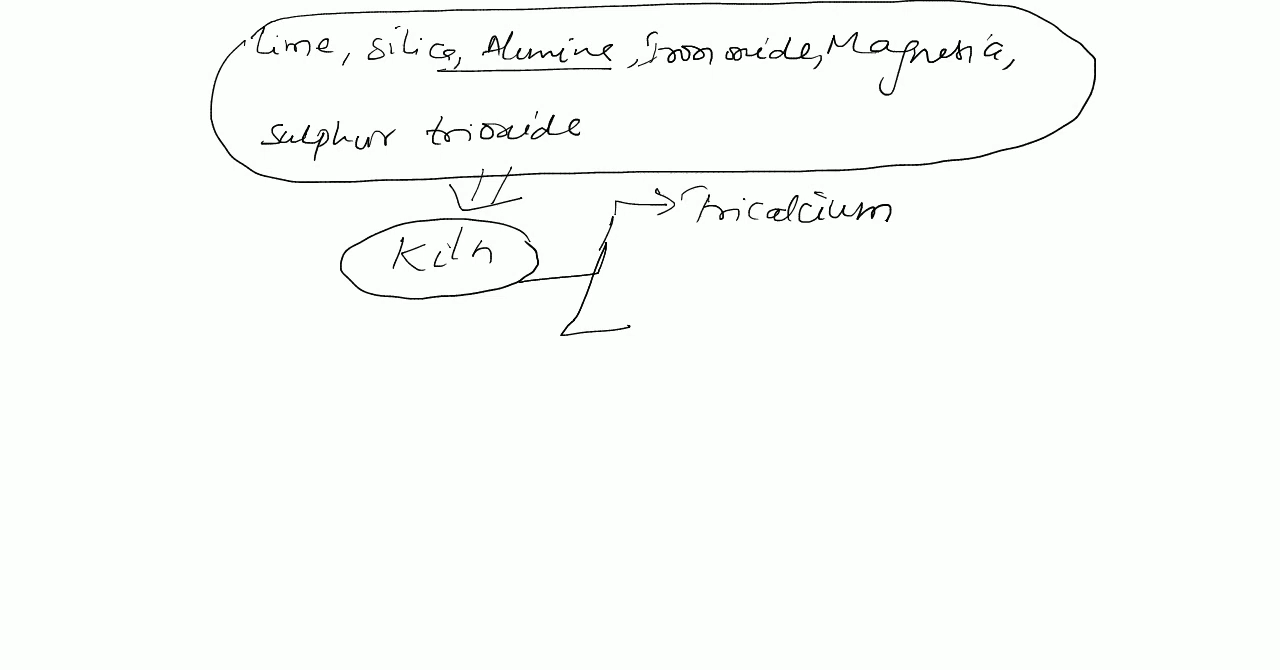 Lime, Silica, Alumina, Iron oxide, Magnesia,
Sulphur trioxide
Kiln
Tricalcium